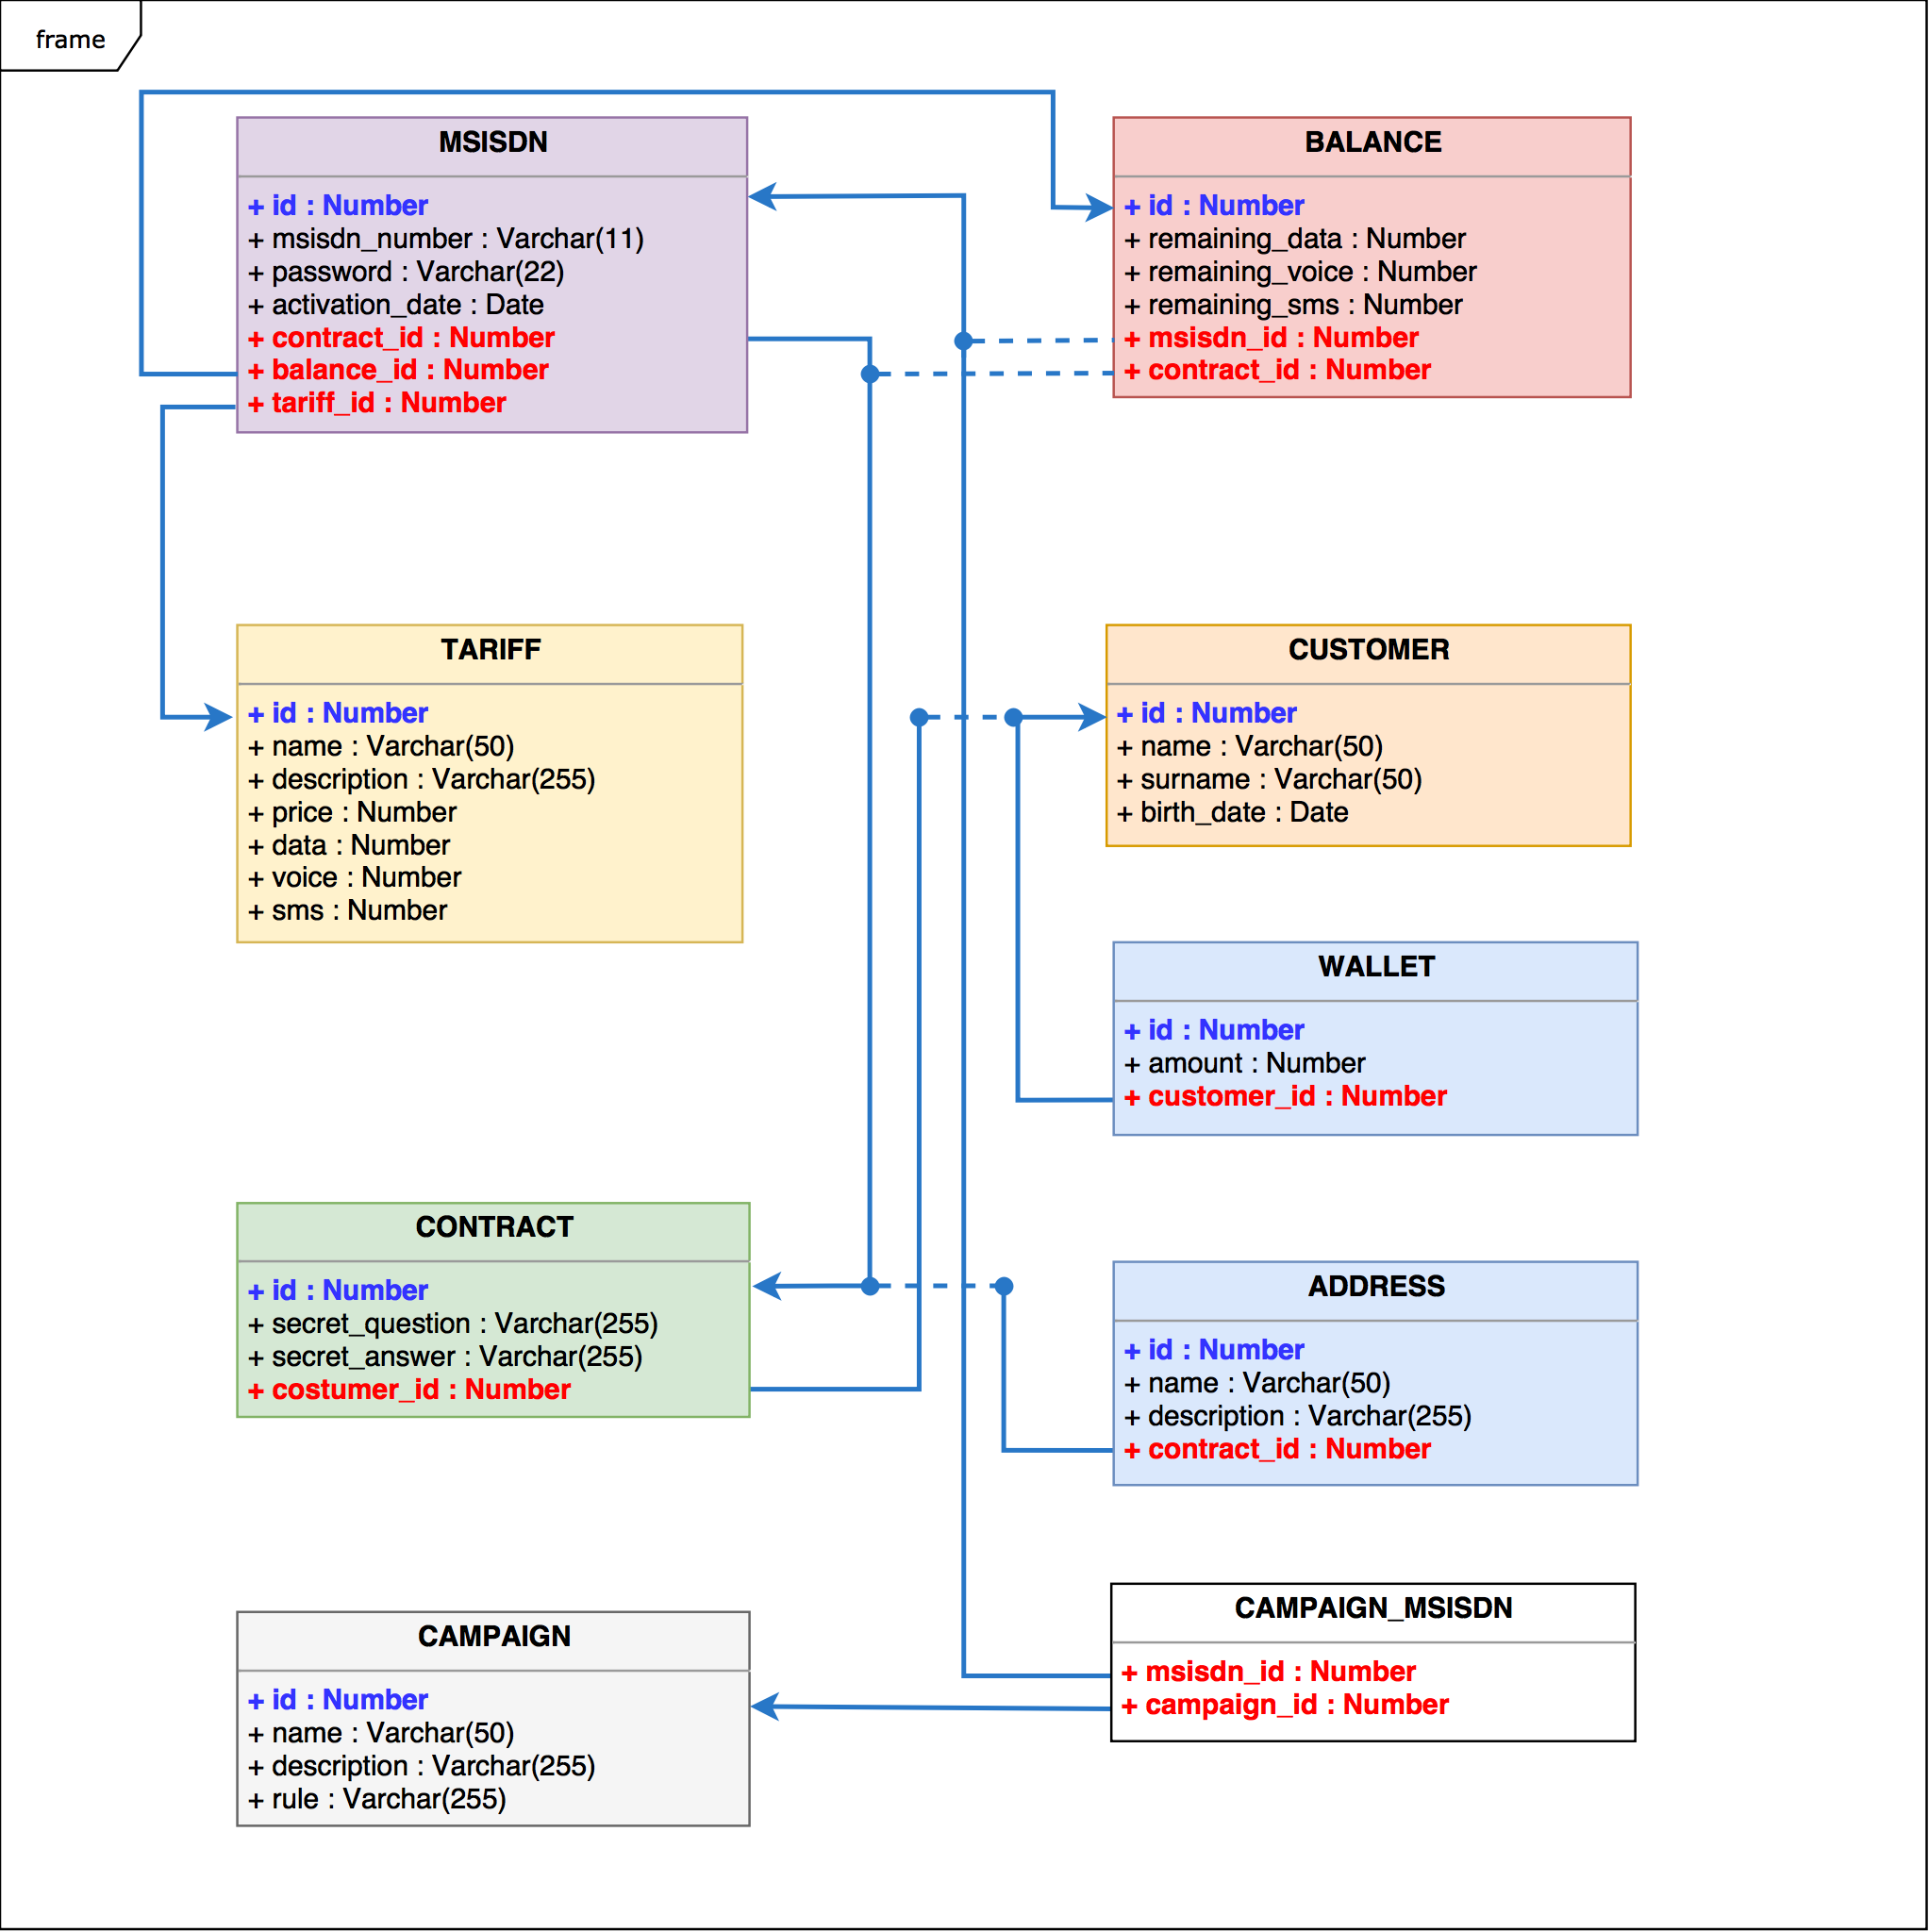 frame
MSISDN
+ id : Number
+ msisdn_number : Varchar(11)
+ password : Varchar(22)
+ activation_date : Date
+ contract_id : Number
+ balance_id : Number
+ tariff_id : Number
BALANCE
+ id : Number
+ remaining_data : Number
+ remaining_voice : Number
+ remaining_sms : Number
+ msisdn_id : Number
+ contract_id : Number
TARIFF
+ id : Number
+ name : Varchar(50)
+ description : Varchar(255)
+ price : Number
+ data : Number
+ voice : Number
+ sms : Number
CUSTOMER
+ id : Number
+ name : Varchar(50)
+ surname : Varchar(50)
+ birth_date : Date
WALLET
+ id : Number
+ amount : Number
+ customer_id : Number
CONTRACT
+ id : Number
+ secret_question : Varchar(255)
+ secret_answer : Varchar(255)
+ costumer_id : Number
ADDRESS
+ id : Number
+ name : Varchar(50)
+ description : Varchar(255)
+ contract_id : Number
CAMPAIGN
+ id : Number
+ name : Varchar(50)
+ description : Varchar(255)
+ rule : Varchar(255)
CAMPAIGN_MSISDN
+ msisdn_id : Number
+ campaign_id : Number